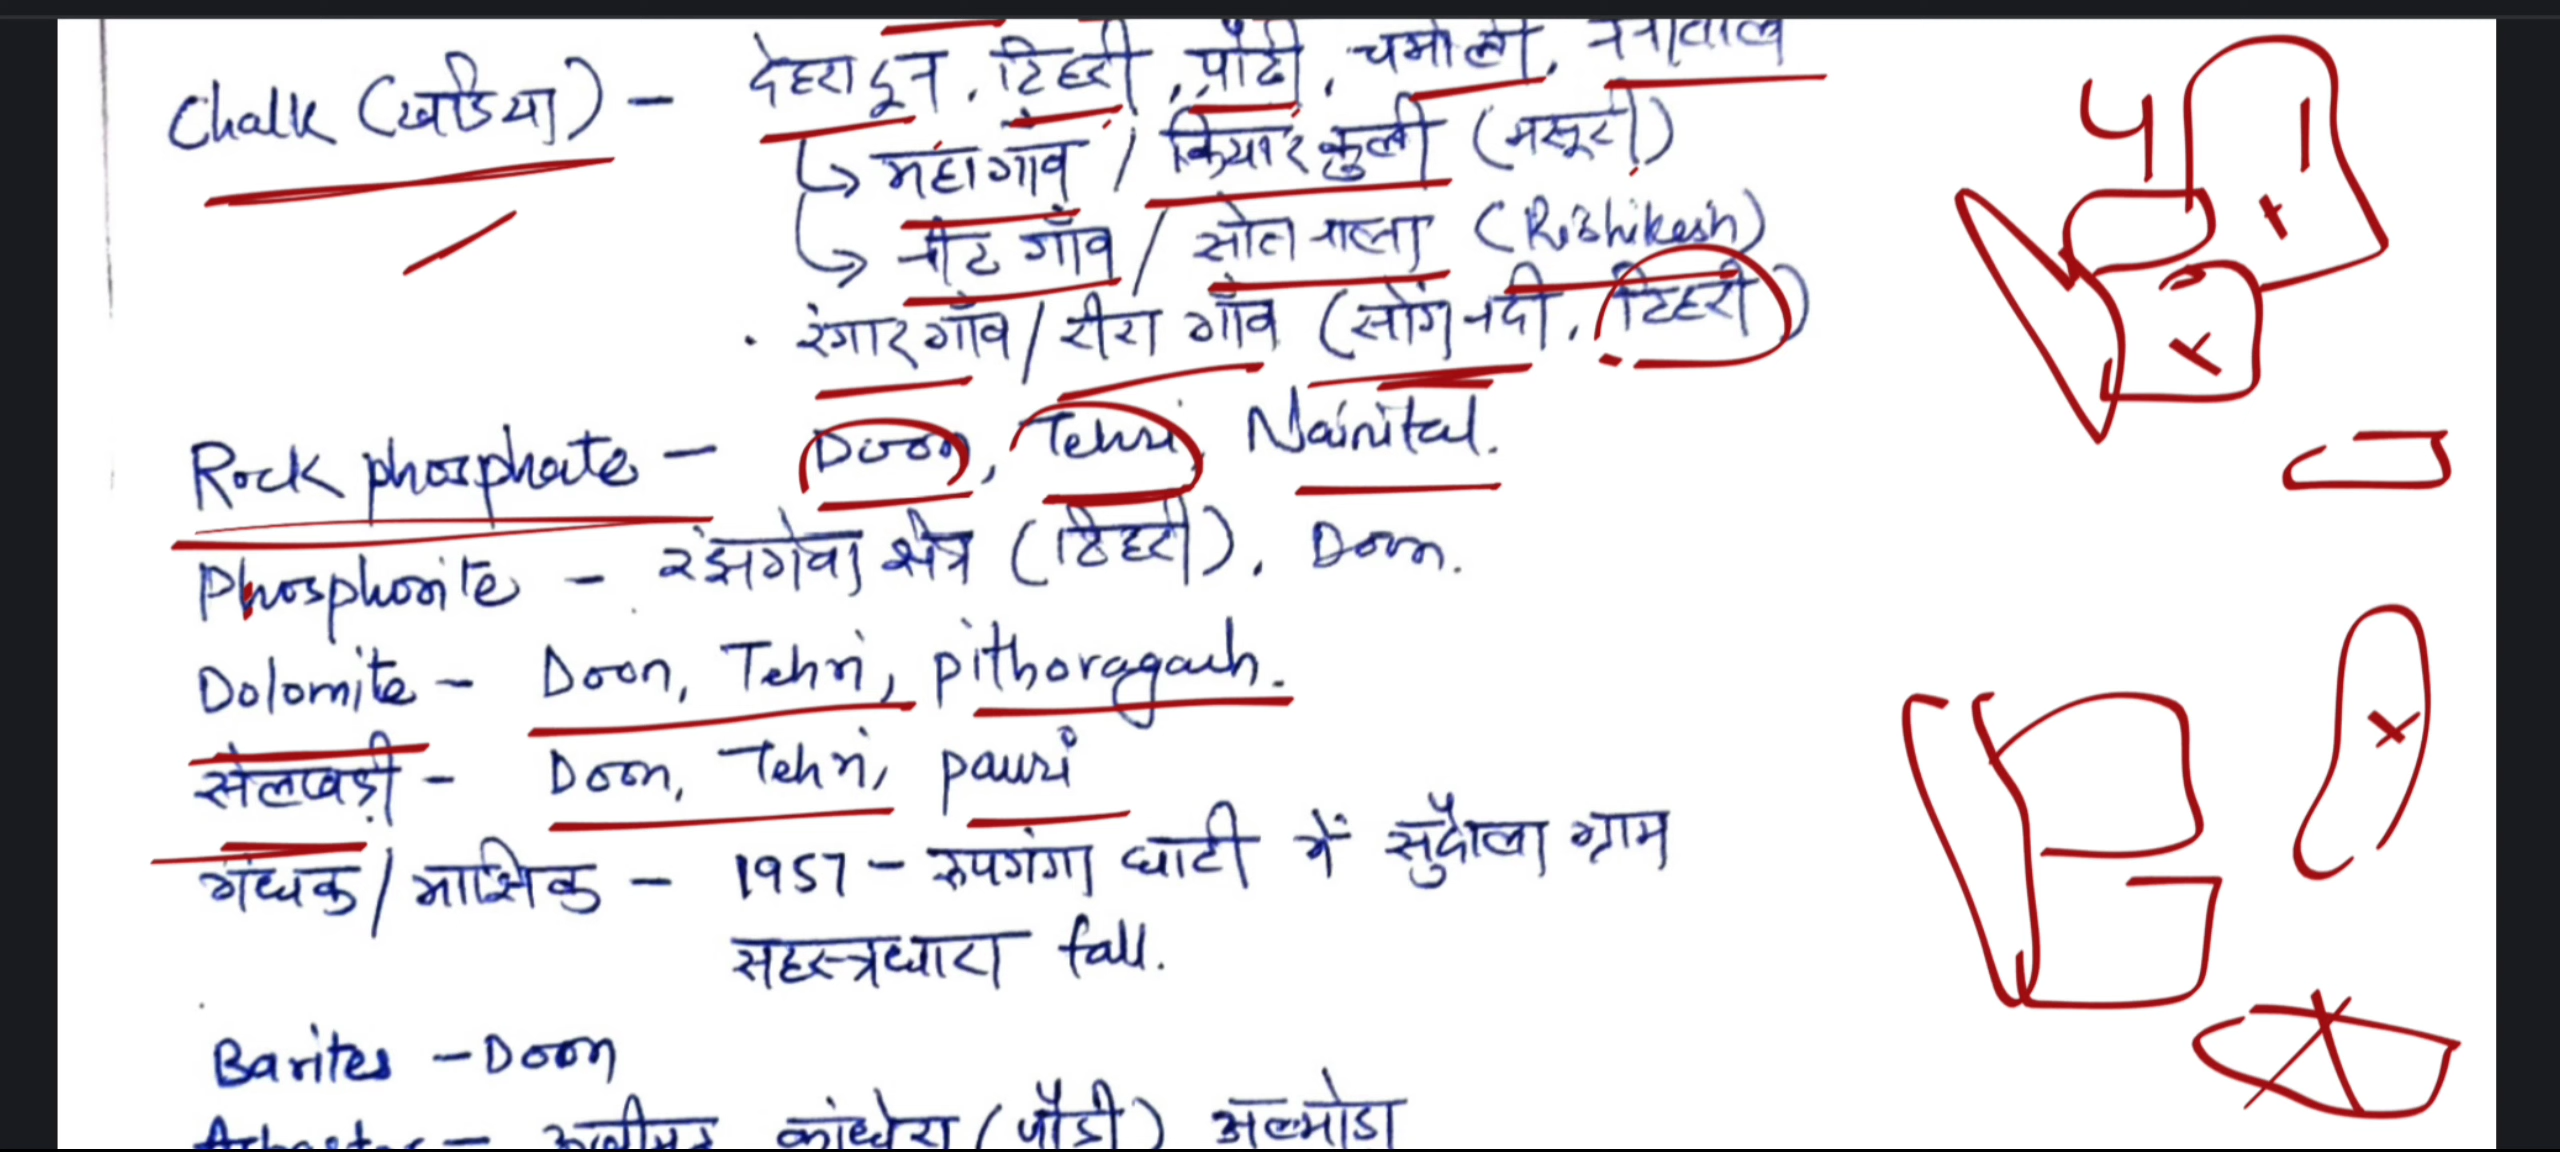 Chalk (खडिया) - देहरादून, टिहरी, पौढी, चमोली, नैनीताल
↳ महागाँव / कियारकुली (मसूरी)
↳ नीट गाँव / सोत नाला (Rishikesh)
. रंगारगाँव / रीरा गाँव (सोंग नदी, टिहरी)
Rock phosphate - Doon, Tehri, Nainital.
Phosphorite - रंझगेवा क्षेत्र (टिहरी), Doon.
Dolomite - Doon, Tehri, pithoragarh.
सेलखडी - Doon, Tehri, pauri
गंधक / माक्षिक - 1957 - रुपगंगा घाटी में सुदौला ग्राम
सहस्त्रधारा fall.
Barites - Doon
कांधेरा (पौडी) अल्मोडा